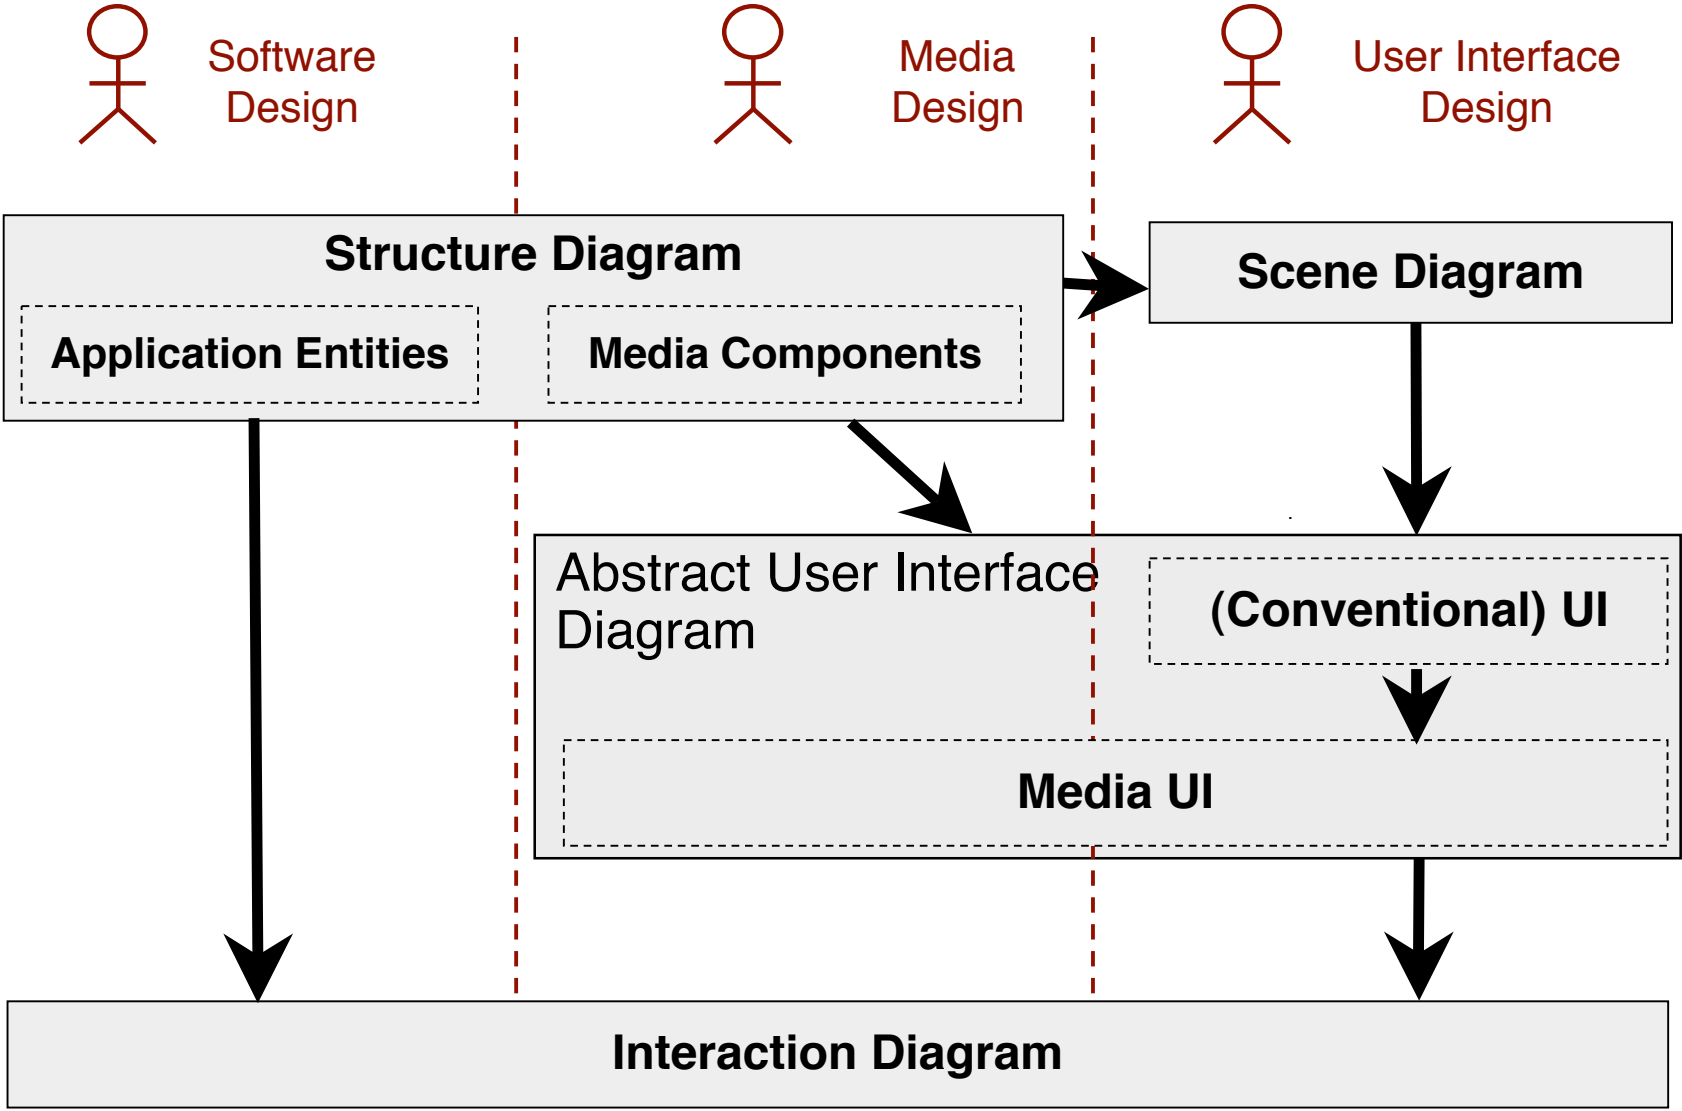 Software
Design
Media
Design
User Interface
Design
Structure Diagram
Application Entities
Media Components
Scene Diagram
Abstract User Interface
Diagram
(Conventional) UI
Media UI
Interaction Diagram